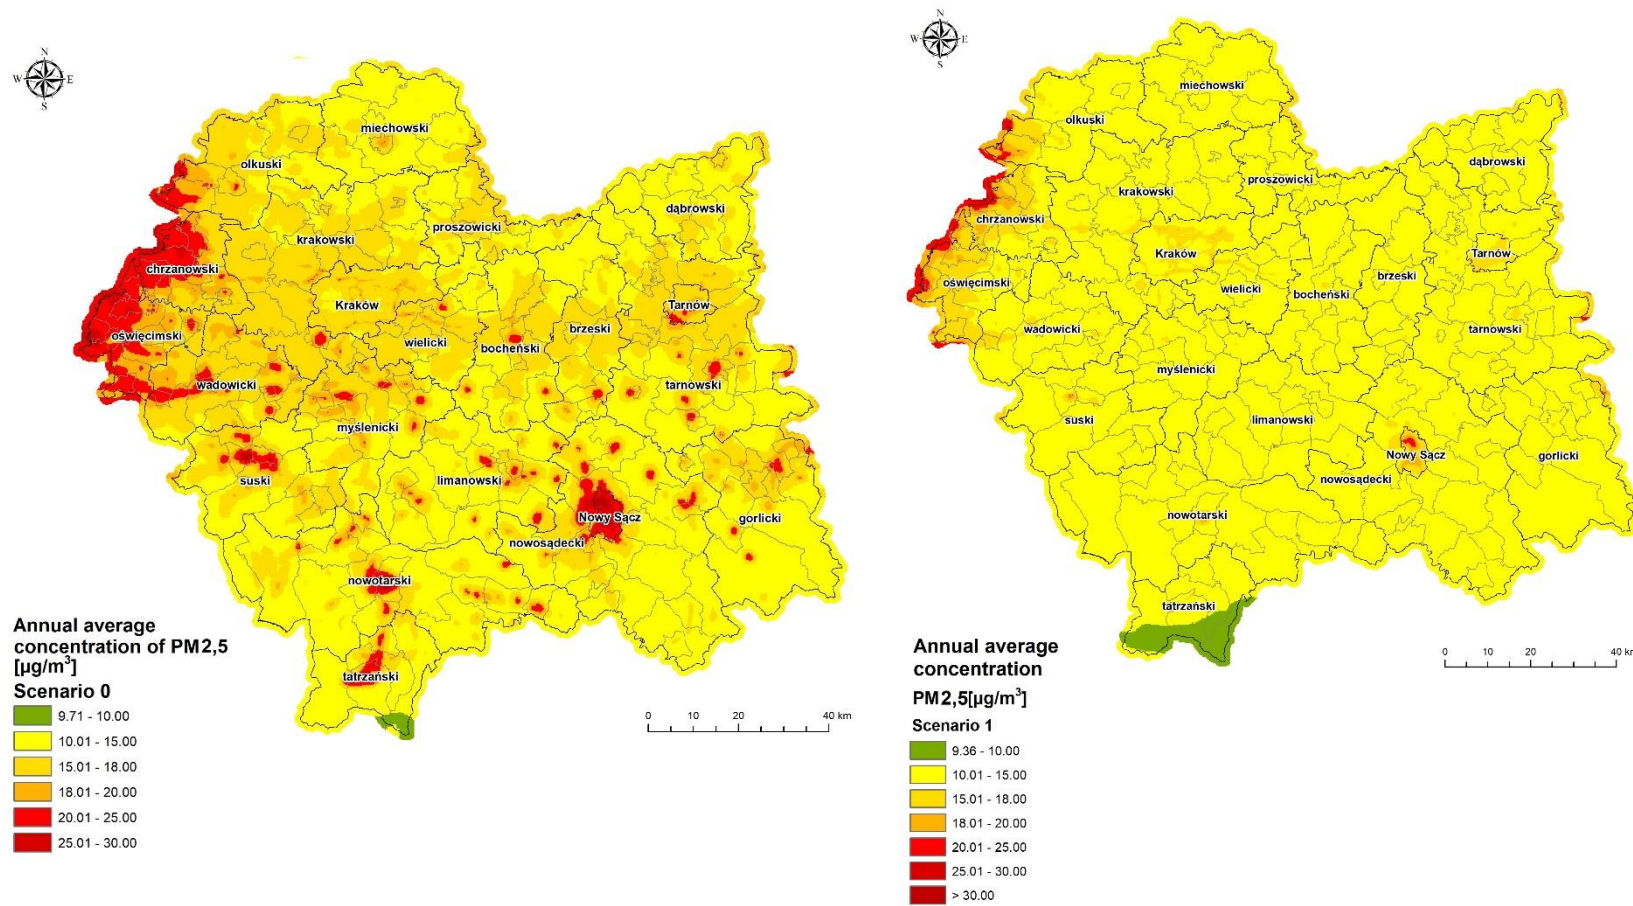 N
W E
S
miechowski
olkuski
dąbrowski
proszowicki
krakowski
chrzanowski
Kraków
Tarnów
oświęcimski
brzeski
wielicki
bocheński
wadowicki
tarnowski
myślenicki
suski
limanowski
Nowy Sącz
gorlicki
nowosądecki
nowotarski
tatrzański
Annual average
concentration of PM2,5
[µg/m³]
Scenario 0
9.71 - 10.00
10.01 - 15.00
15.01 - 18.00
18.01 - 20.00
20.01 - 25.00
25.01 - 30.00
0 10 20 40 km
N
W E
S
miechowski
olkuski
dąbrowski
proszowicki
krakowski
chrzanowski
Kraków
Tarnów
brzeski
oświęcimski
wielicki
bocheński
wadowicki
tarnowski
myślenicki
suski
limanowski
Nowy Sącz
gorlicki
nowosądecki
nowotarski
tatrzański
Annual average
concentration
PM2,5[µg/m³]
Scenario 1
9.36 - 10.00
10.01 - 15.00
15.01 - 18.00
18.01 - 20.00
20.01 - 25.00
25.01 - 30.00
> 30.00
0 10 20 40 km